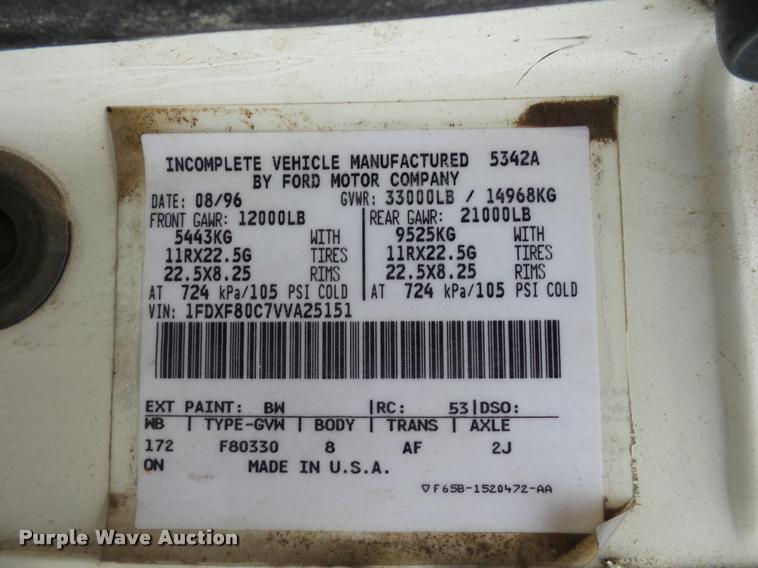 INCOMPLETE VEHICLE MANUFACTURED 5342A
BY FORD MOTOR COMPANY
DATE: 08/96 GVWR: 33000LB / 14968KG
FRONT GAWR: 12000LB REAR GAWR: 21000LB
5443KG WITH 9525KG WITH
11RX22.5G TIRES 11RX22.5G TIRES
22.5X8.25 RIMS 22.5X8.25 RIMS
AT 724 kPa/105 PSI COLD AT 724 kPa/105 PSI COLD
VIN: 1FDXF80C7VVA25151
EXT PAINT: BW |RC: 53|DSO:
WB | TYPE-GVW | BODY | TRANS | AXLE
172 F80330 8 AF 2J
ON MADE IN U.S.A.
▽F65B-1520472-AA
Purple Wave Auction